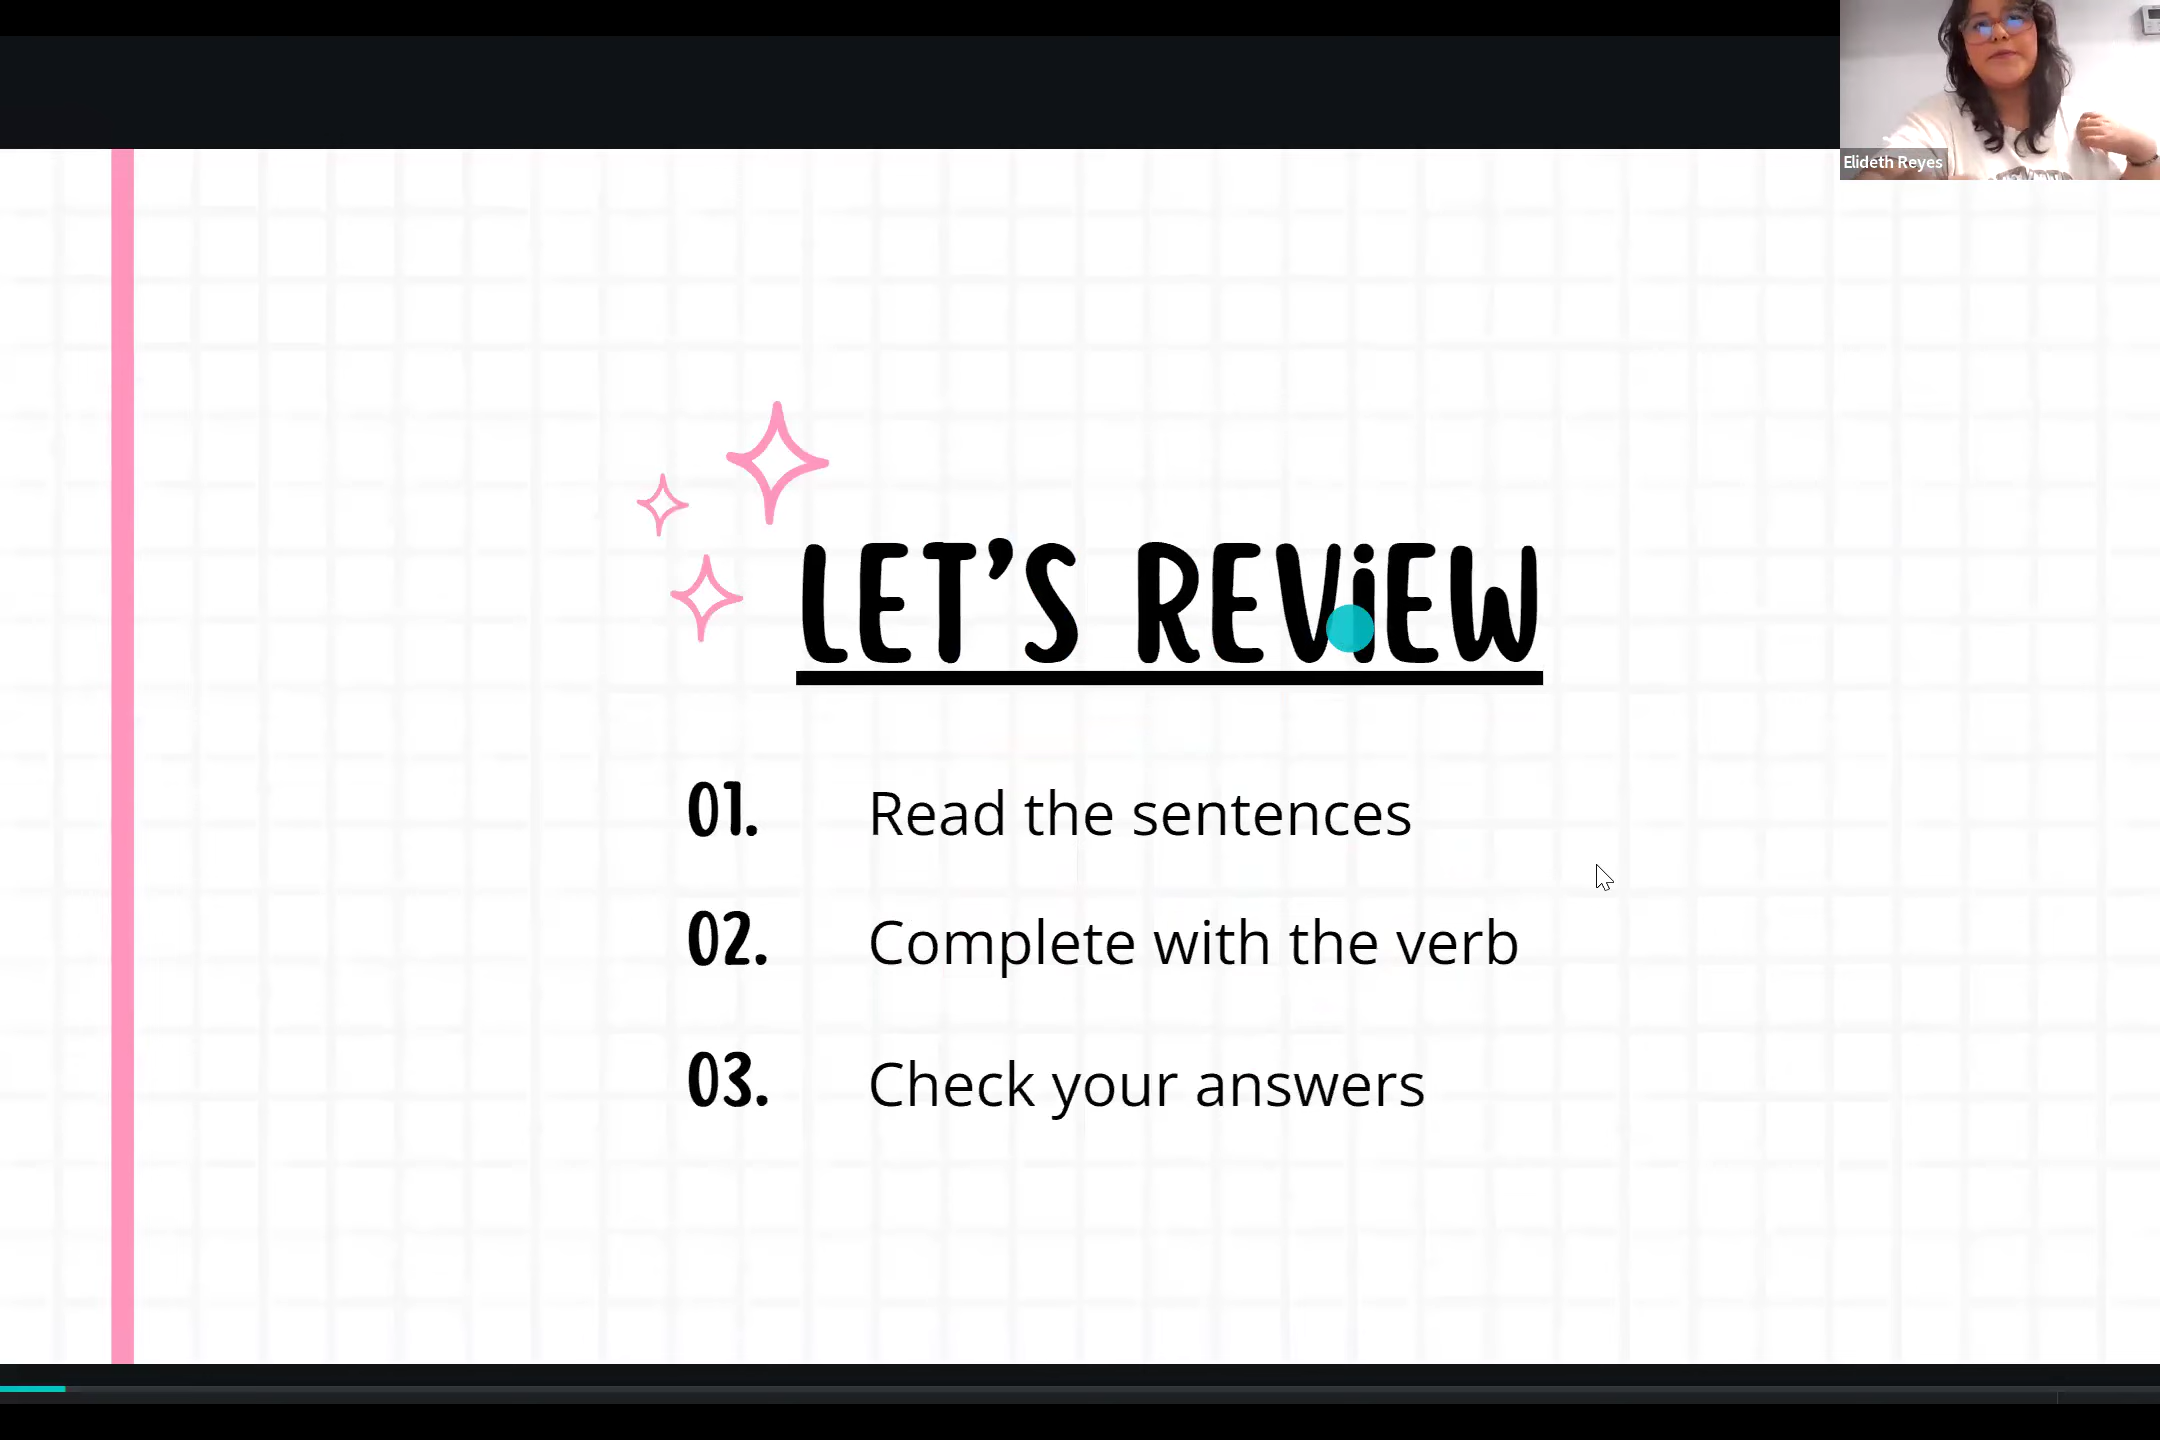 Elideth Reyes
LET'S REViEW
01. Read the sentences
02. Complete with the verb
03. Check your answers